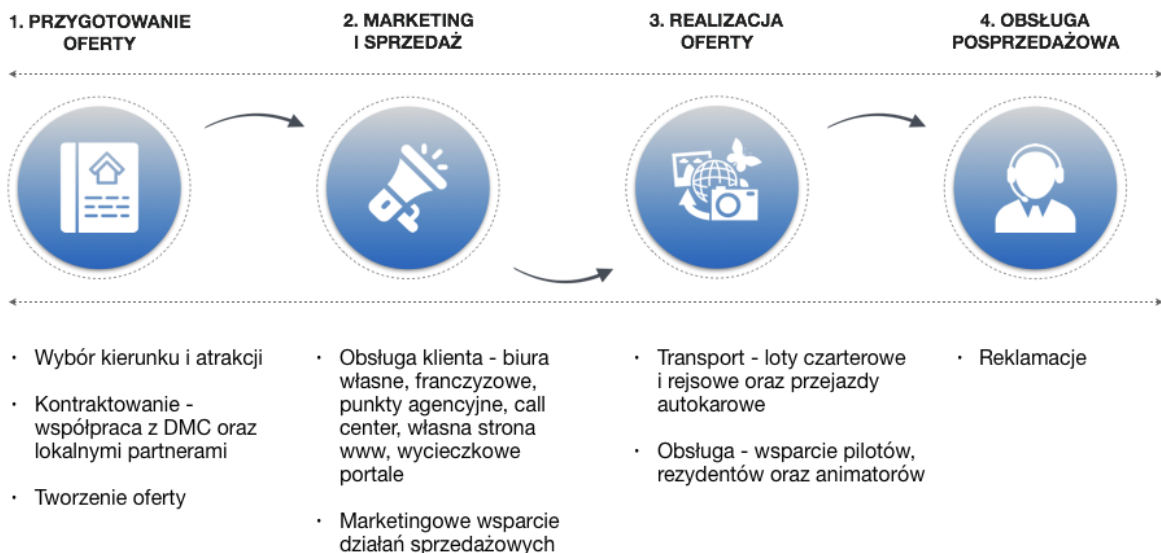 1. PRZYGOTOWANIE
OFERTY
2. MARKETING
I SPRZEDAŻ
3. REALIZACJA
OFERTY
4. OBSŁUGA
POSPRZEDAŻOWA
· Wybór kierunku i atrakcji
· Kontraktowanie -
współpraca z DMC oraz
lokalnymi partnerami
· Tworzenie oferty
· Obsługa klienta - biura
własne, franczyzowe,
punkty agencyjne, call
center, własna strona
www, wycieczkowe
portale
· Marketingowe wsparcie
działań sprzedażowych
· Transport - loty czarterowe
i rejsowe oraz przejazdy
autokarowe
· Obsługa - wsparcie pilotów,
rezydentów oraz animatorów
· Reklamacje